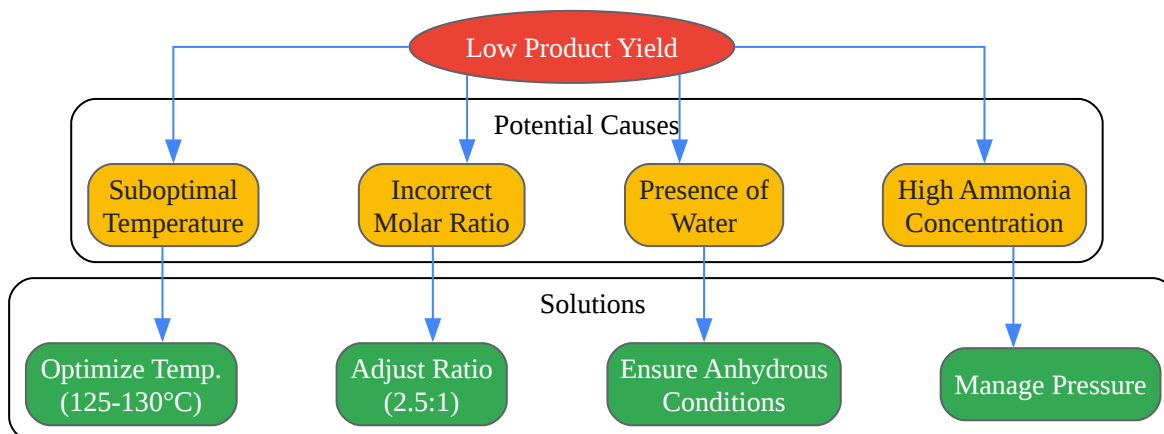 Low Product Yield
Potential Causes
Suboptimal
Temperature
Incorrect
Molar Ratio
Presence of
Water
High Ammonia
Concentration
Solutions
Optimize Temp.
(125-130°C)
Adjust Ratio
(2.5:1)
Ensure Anhydrous
Conditions
Manage Pressure